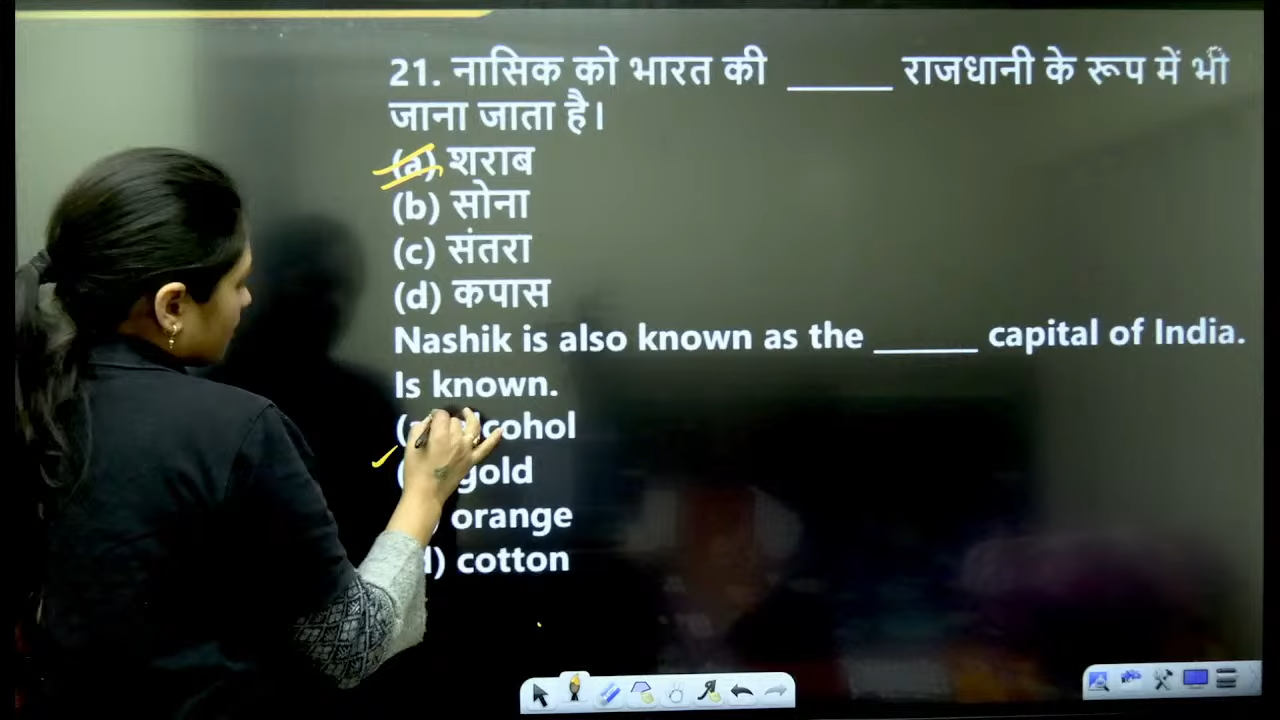 21. नासिक को भारत की ______ राजधानी के रूप में भी
जाना जाता है।
(a) शराब
(b) सोना
(c) संतरा
(d) कपास
Nashik is also known as the ______ capital of India.
Is known.
alcohol
gold
orange
d) cotton